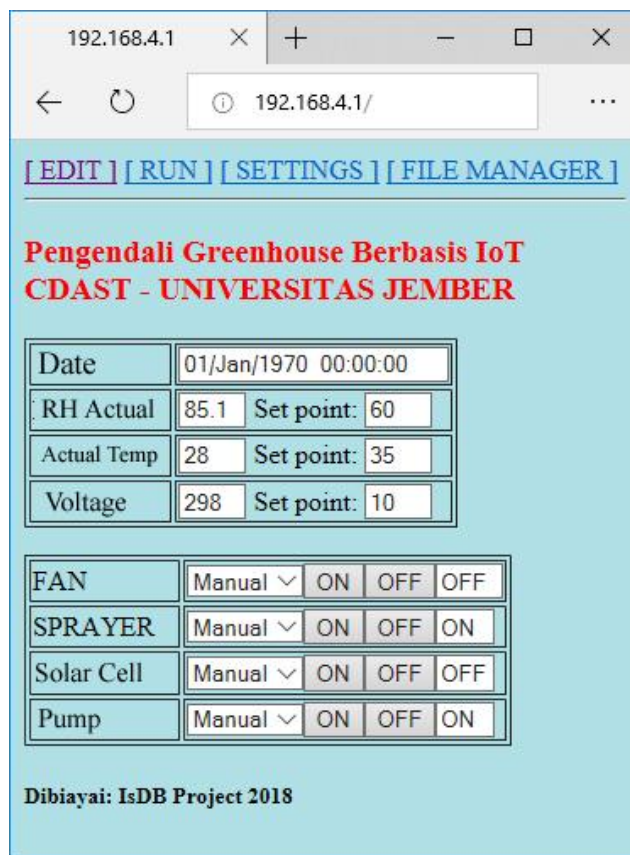 192.168.4.1
192.168.4.1/
[ EDIT ] [ RUN ] [ SETTINGS ] [ FILE MANAGER ]
Pengendali Greenhouse Berbasis IoT
CDAST - UNIVERSITAS JEMBER
Date 01/Jan/1970 00:00:00
RH Actual 85.1 Set point: 60
Actual Temp 28 Set point: 35
Voltage 298 Set point: 10
FAN Manual ON OFF OFF
SPRAYER Manual ON OFF ON
Solar Cell Manual ON OFF OFF
Pump Manual ON OFF ON
Dibiayai: IsDB Project 2018